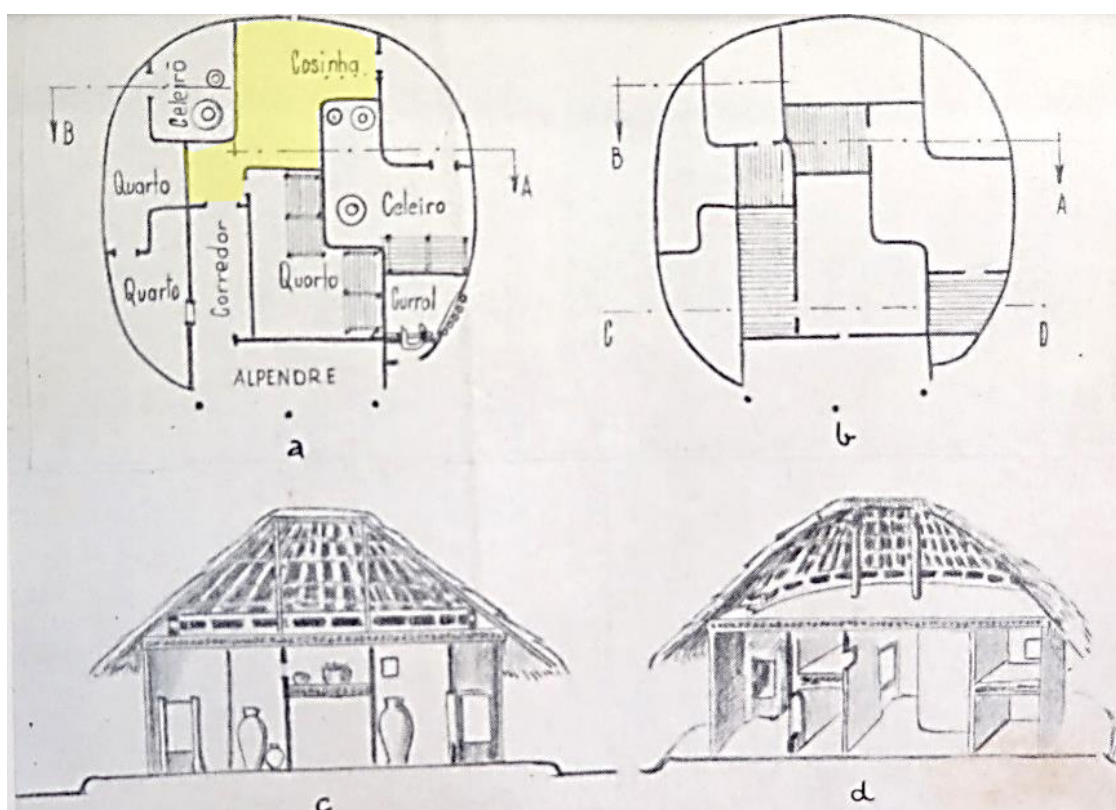 Cosinha
Celeiro
B
Quarto
A
Celeiro
Corredor
Quarto
Quarto
Curral
ALPENDRE
a
B
A
C
D
b
c
d